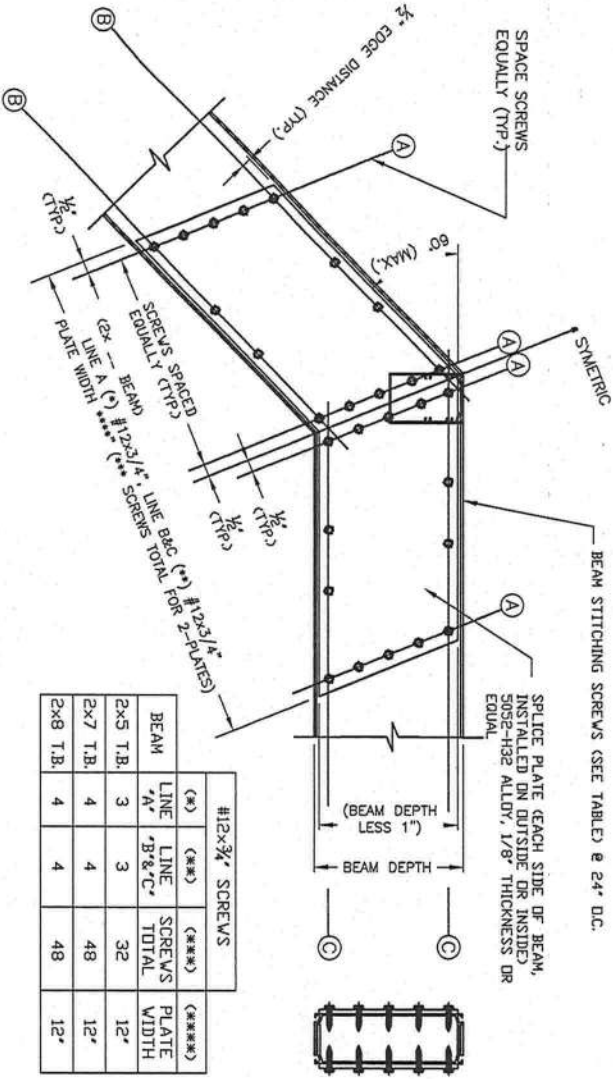 BEAM STITCHING SCREWS (SEE TABLE) @ 24" O.C.
SPLICE PLATE (EACH SIDE OF BEAM,
INSTALLED ON OUTSIDE OR INSIDE)
5052-H32 ALLOY, 1/8" THICKNESS OR
EQUAL
SPACE SCREWS
EQUALLY (TYP.)
½" EDGE DISTANCE (TYP.)
60° (MAX.)
SYMETRIC
A
A
A
A
B
B
C
C
½"
(TYP.)
SCREWS SPACED
EQUALLY (TYP.)
½"
(TYP.)
½"
(TYP.)
(2x --- BEAM)
LINE A (*) #12x3/4", LINE B&C (**) #12x3/4"
PLATE WIDTH ****" (*** SCREWS TOTAL FOR 2-PLATES)
(BEAM DEPTH
LESS 1")
BEAM DEPTH
#12x¾" SCREWS
(*) (**) (***) (****)
BEAM LINE "A" LINE "B"&"C" SCREWS TOTAL PLATE WIDTH
2x5 T.B. 3 3 32 12"
2x7 T.B. 4 4 48 12"
2x8 T.B. 4 4 48 12"